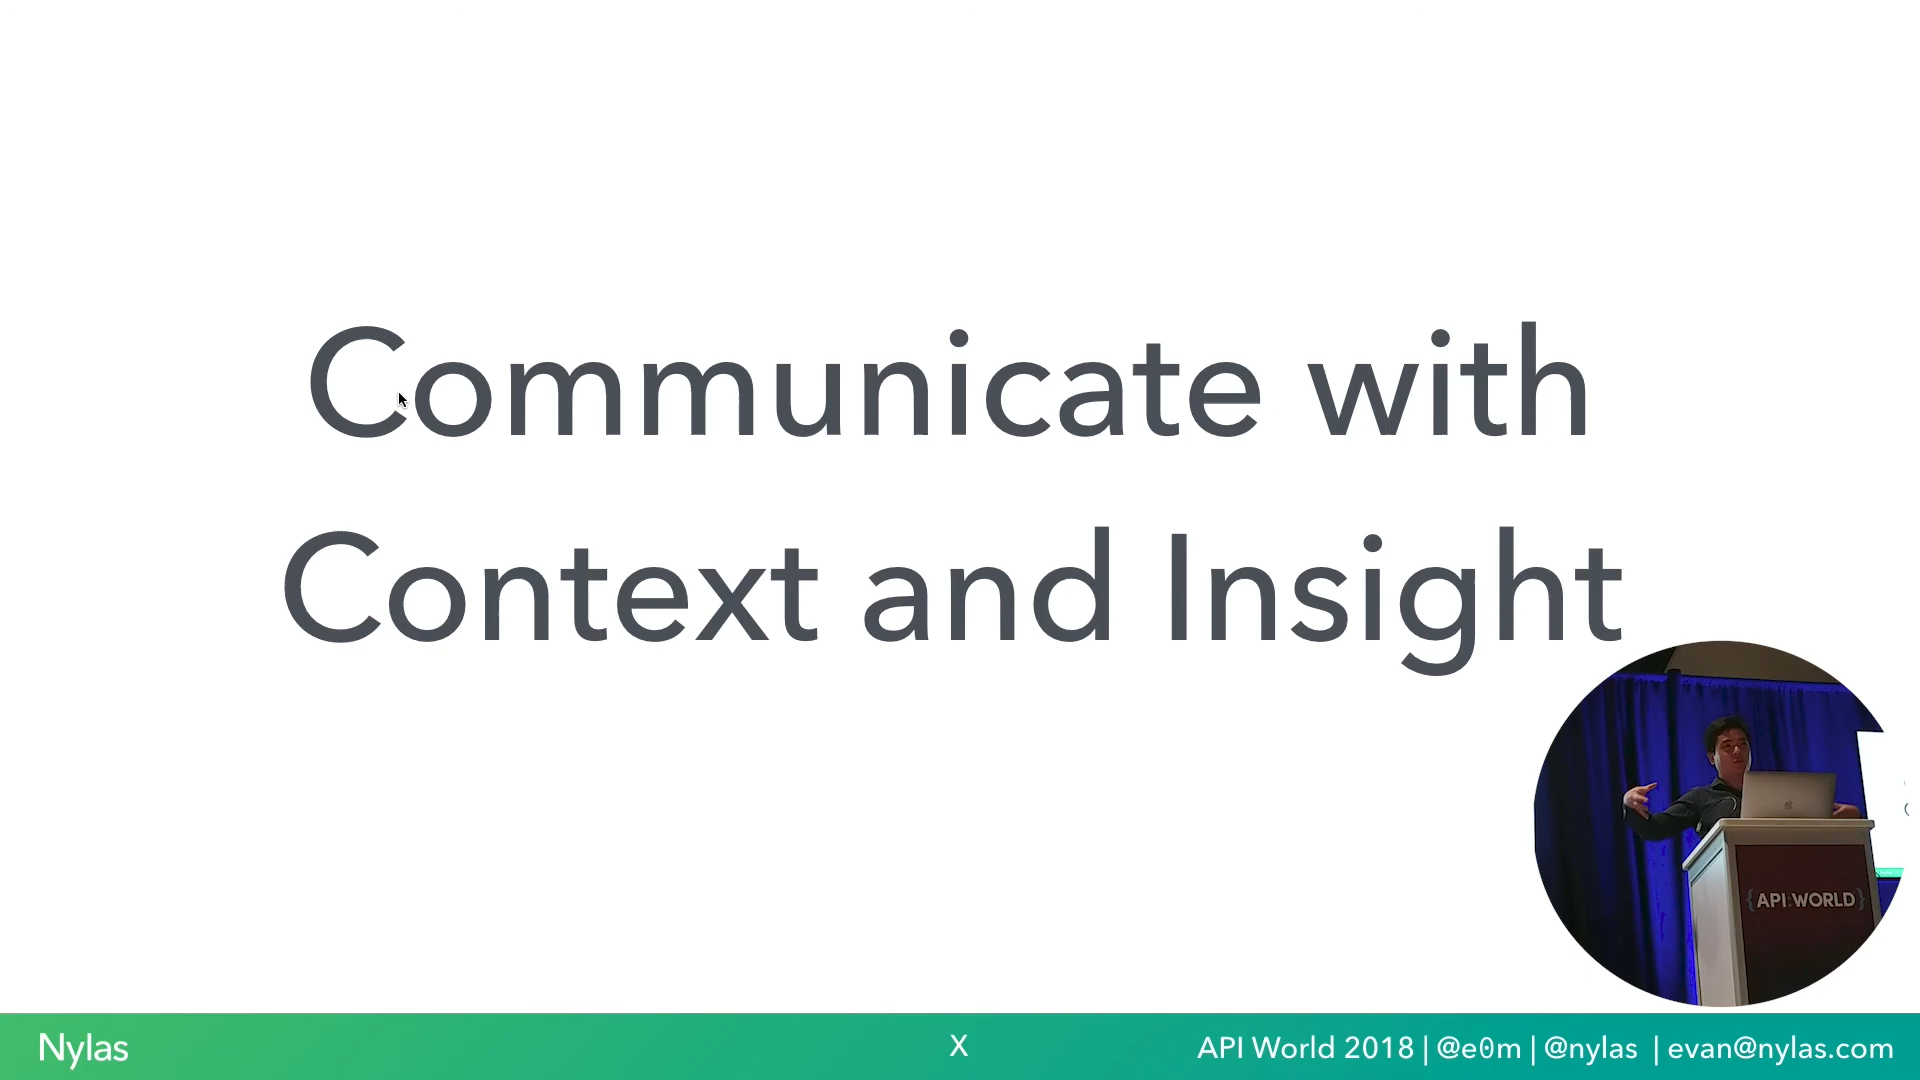 Communicate with
Context and Insight
{API:WORLD}
Nylas
X
API World 2018 | @e0m | @nylas | evan@nylas.com